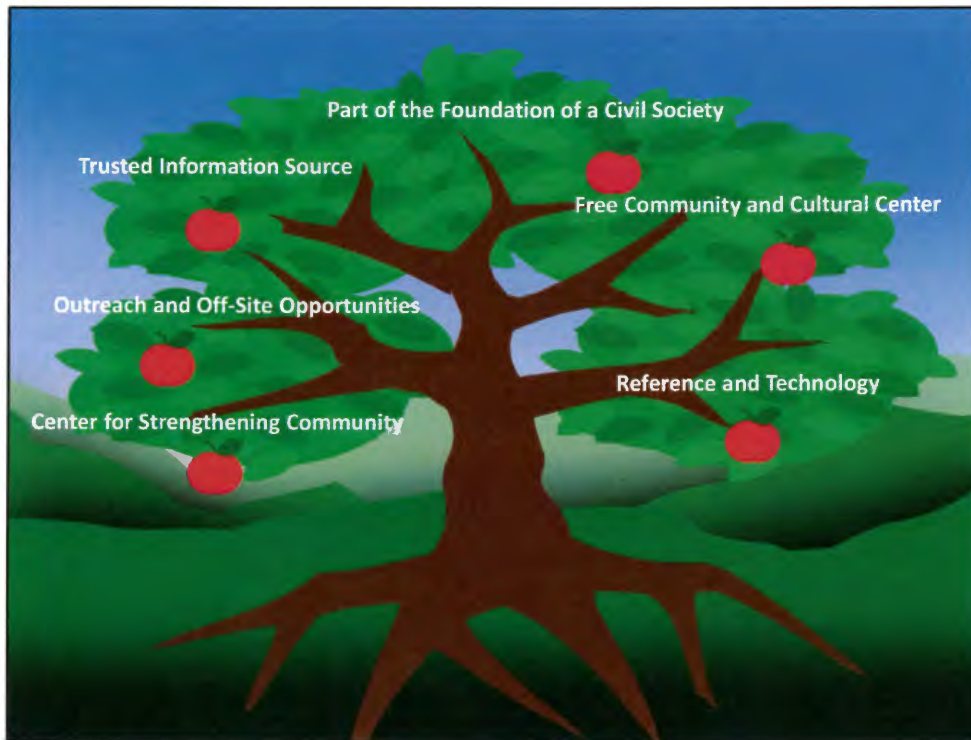 Part of the Foundation of a Civil Society
Trusted Information Source
Free Community and Cultural Center
Outreach and Off-Site Opportunities
Reference and Technology
Center for Strengthening Community